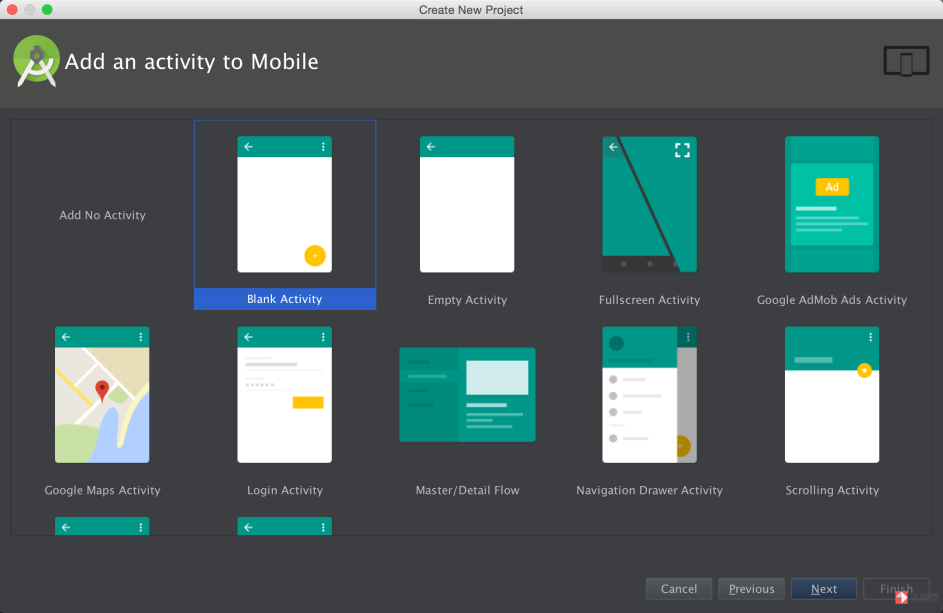 Create New Project
Add an activity to Mobile
Add No Activity
Ad
Blank Activity
Empty Activity
Fullscreen Activity
Google AdMob Ads Activity
Google Maps Activity
Login Activity
Master/Detail Flow
Navigation Drawer Activity
Scrolling Activity
Cancel
Previous
Next
Finish